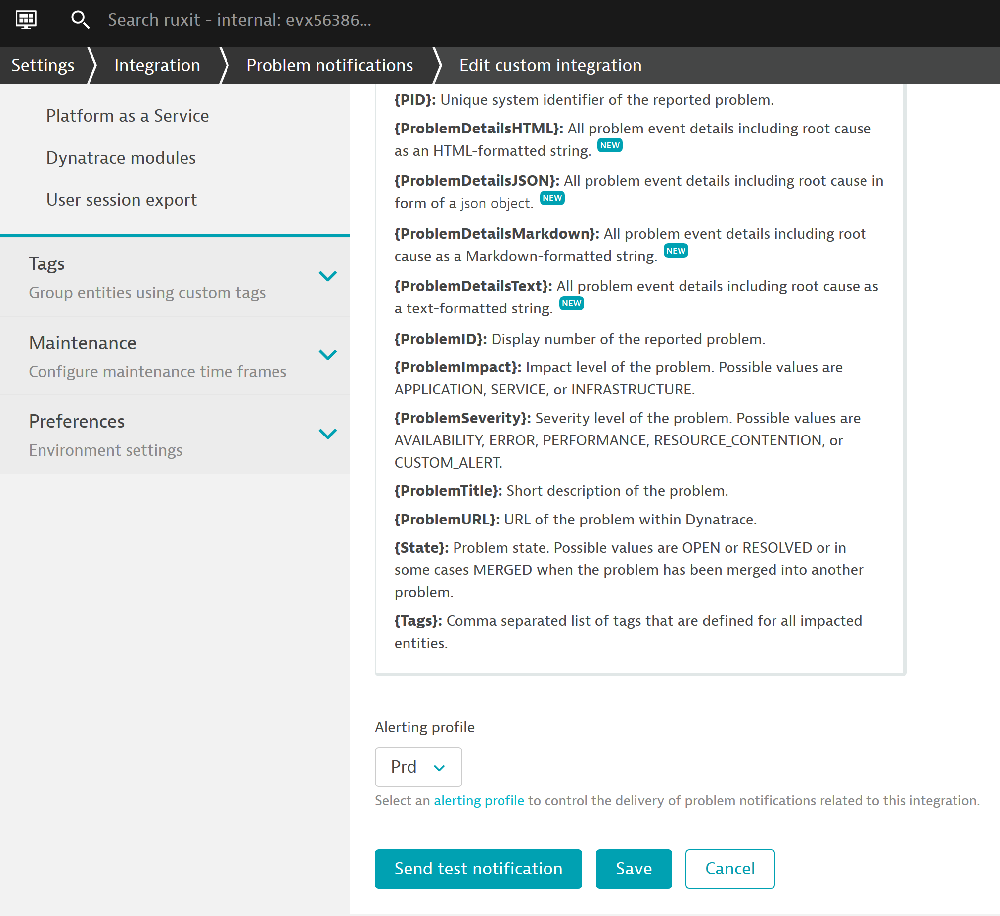 Search ruxit - internal: evx56386...
Settings
Integration
Problem notifications
Edit custom integration
Platform as a Service
Dynatrace modules
User session export
Tags
Group entities using custom tags
Maintenance
Configure maintenance time frames
Preferences
Environment settings
{PID}: Unique system identifier of the reported problem.
{ProblemDetailsHTML}: All problem event details including root cause
as an HTML-formatted string. NEW
{ProblemDetailsJSON}: All problem event details including root cause in
form of a json object. NEW
{ProblemDetailsMarkdown}: All problem event details including root
cause as a Markdown-formatted string. NEW
{ProblemDetailsText}: All problem event details including root cause as
a text-formatted string. NEW
{ProblemID}: Display number of the reported problem.
{ProblemImpact}: Impact level of the problem. Possible values are
APPLICATION, SERVICE, or INFRASTRUCTURE.
{ProblemSeverity}: Severity level of the problem. Possible values are
AVAILABILITY, ERROR, PERFORMANCE, RESOURCE_CONTENTION, or
CUSTOM_ALERT.
{ProblemTitle}: Short description of the problem.
{ProblemURL}: URL of the problem within Dynatrace.
{State}: Problem state. Possible values are OPEN or RESOLVED or in
some cases MERGED when the problem has been merged into another
problem.
{Tags}: Comma separated list of tags that are defined for all impacted
entities.
Alerting profile
Prd
Select an alerting profile to control the delivery of problem notifications related to this integration.
Send test notification
Save
Cancel